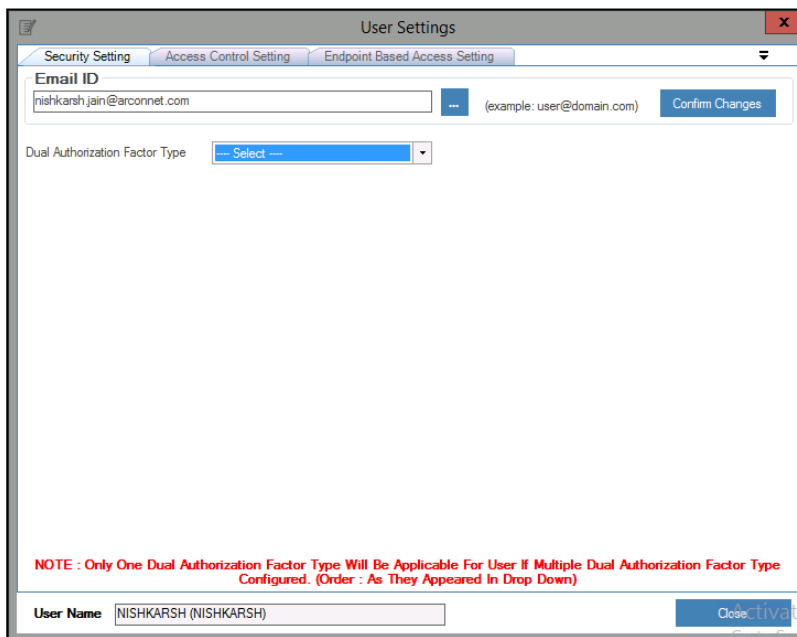 User Settings
x
Security Setting
Access Control Setting
Endpoint Based Access Setting
Email ID
nishkarsh.jain@arconnet.com
...
(example: user@domain.com)
Confirm Changes
Dual Authorization Factor Type
---- Select ----
NOTE : Only One Dual Authorization Factor Type Will Be Applicable For User If Multiple Dual Authorization Factor Type
Configured. (Order : As They Appeared In Drop Down)
User Name
NISHKARSH (NISHKARSH)
Close
Activat